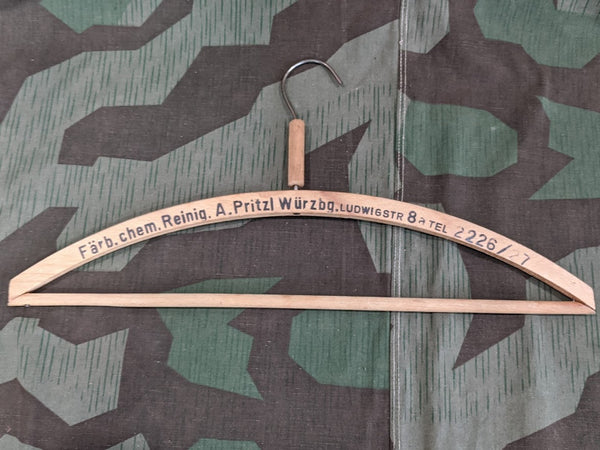 Färb. chem. Reinig. A. Pritzl Würzbg. LUDWIGSTR 8a TEL 2226/27